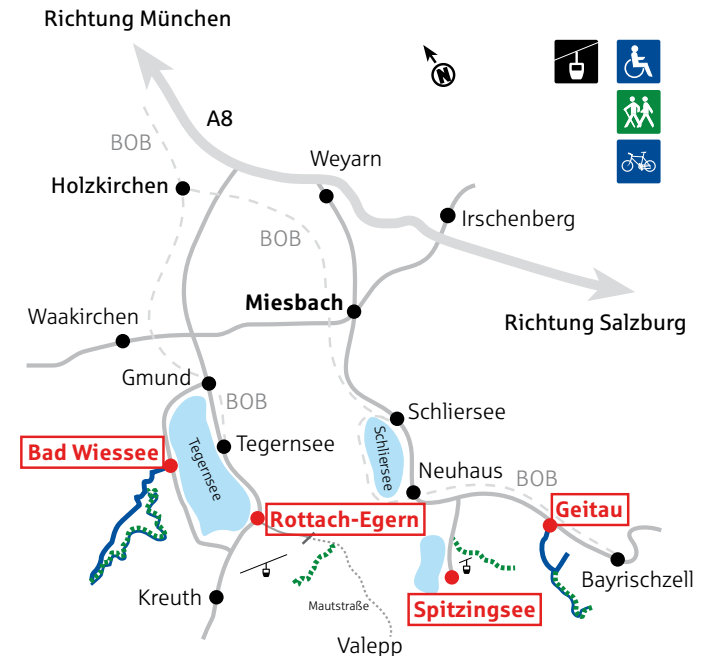 Richtung München
N
A8
BOB
Weyarn
Holzkirchen
Irschenberg
BOB
Miesbach
Waakirchen
Richtung Salzburg
Gmund
BOB
Schliersee
Tegernsee
Bad Wiessee
Tegernsee
Schliersee
Neuhaus
BOB
Rottach-Egern
Geitau
Bayrischzell
Kreuth
Mautstraße
Spitzingsee
Valepp